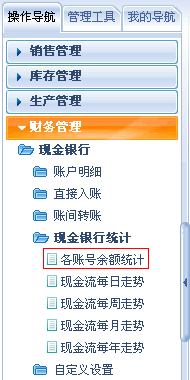 操作导航 管理工具 我的导航
销售管理
库存管理
生产管理
财务管理
现金银行
账户明细
直接入账
账间转账
现金银行统计
各账号余额统计
现金流每日走势
现金流每周走势
现金流每月走势
现金流每年走势
自定义设置